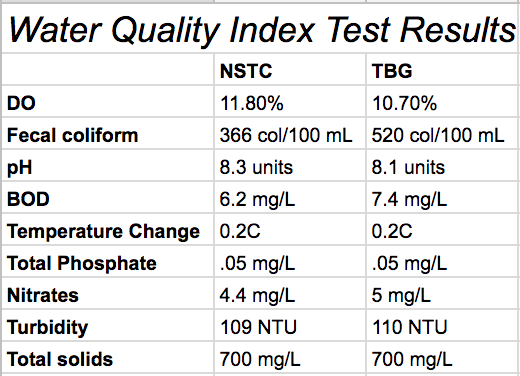 Water Quality Index Test Results
NSTC TBG
DO 11.80% 10.70%
Fecal coliform 366 col/100 mL 520 col/100 mL
pH 8.3 units 8.1 units
BOD 6.2 mg/L 7.4 mg/L
Temperature Change 0.2C 0.2C
Total Phosphate .05 mg/L .05 mg/L
Nitrates 4.4 mg/L 5 mg/L
Turbidity 109 NTU 110 NTU
Total solids 700 mg/L 700 mg/L